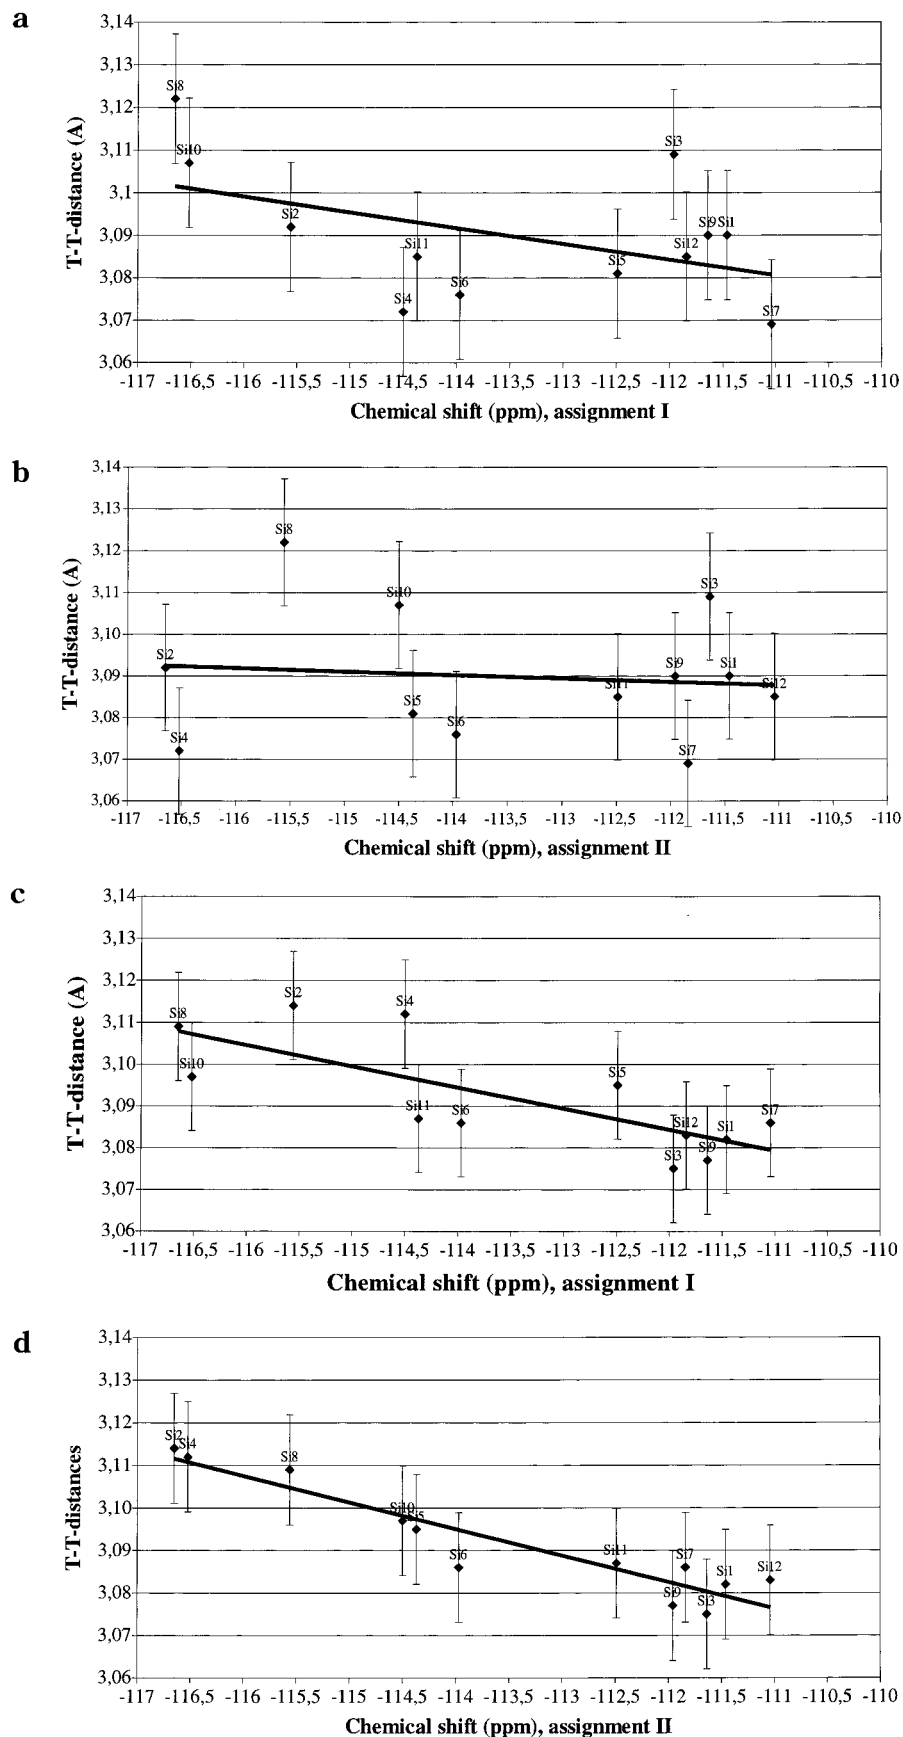 a
3,14
3,13
3,12
3,11
3,1
3,09
3,08
3,07
3,06
T-T-distance (A)
Si8
Si10
Si2
Si11
Si4
Si6
Si5
Si3
Si12
Si9
Si1
Si7
-117 -116,5 -116 -115,5 -115 -114,5 -114 -113,5 -113 -112,5 -112 -111,5 -111 -110,5 -110
Chemical shift (ppm), assignment I
b
3,14
3,13
3,12
3,11
3,10
3,09
3,08
3,07
3,06
T-T-distance (A)
Si2
Si4
Si8
Si10
Si5
Si6
Si11
Si9
Si7
Si3
Si1
Si12
-117 -116,5 -116 -115,5 -115 -114,5 -114 -113,5 -113 -112,5 -112 -111,5 -111 -110,5 -110
Chemical shift (ppm), assignment II
c
3,14
3,13
3,12
3,11
3,10
3,09
3,08
3,07
3,06
T-T-distance (A)
Si8
Si10
Si2
Si4
Si11
Si6
Si5
Si3
Si12
Si9
Si1
Si7
-117 -116,5 -116 -115,5 -115 -114,5 -114 -113,5 -113 -112,5 -112 -111,5 -111 -110,5 -110
Chemical shift (ppm), assignment I
d
3,14
3,13
3,12
3,11
3,10
3,09
3,08
3,07
3,06
T-T-distances
Si2
Si4
Si8
Si10
Si5
Si6
Si11
Si9
Si7
Si3
Si1
Si12
-117 -116,5 -116 -115,5 -115 -114,5 -114 -113,5 -113 -112,5 -112 -111,5 -111 -110,5 -110
Chemical shift (ppm), assignment II